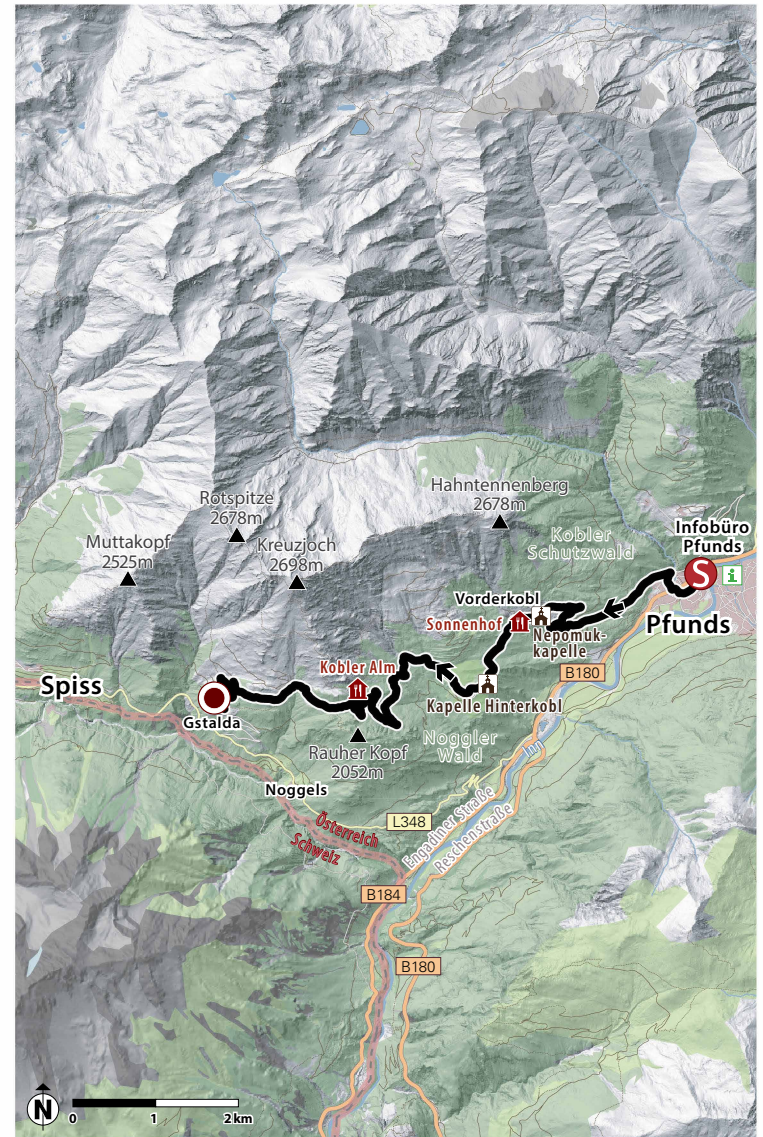 Hahntennenberg
2678m
Rotspitze
2678m
Muttakopf
2525m
Kreuzjoch
2698m
Kobler
Schutzwald
Infobüro
Pfunds
S
i
Vorderkobl
Sonnenhof
Nepomuk-
kapelle
Pfunds
Kobler Alm
B180
Spiss
Kapelle Hinterkobl
Gstalda
Rauher Kopf
2052m
Noggler
Wald
Inn
Noggels
L348
Österreich
Schweiz
Engadiner Straße
Reschenstraße
B184
B180
N
0 1 2 km